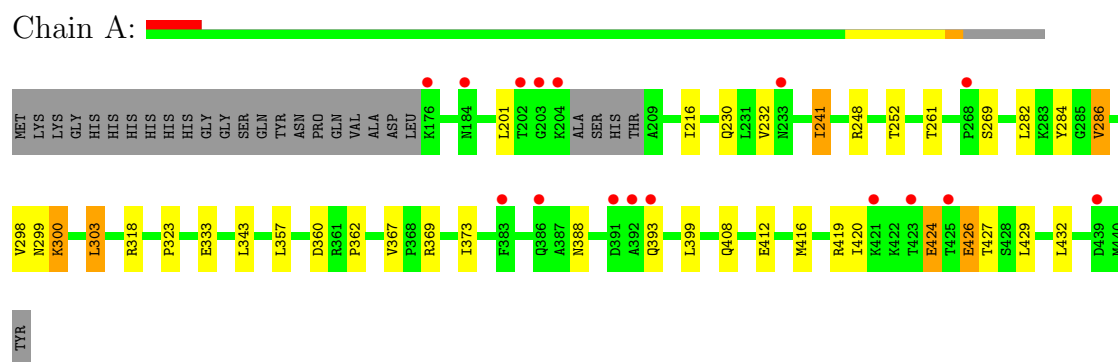 Chain A:
MET LYS LYS GLY HIS HIS HIS HIS HIS HIS GLY GLY SER GLN TYR ASN PRO GLN VAL ALA ASP LEU K176 N184 L201 T202 G203 K204 ALA SER HIS THR A209 I216 Q230 L231 V232 N233 I241 R248 T252 T261 P268 S269 L282 K283 Y284 G285 V286
V298 N299 K300 L303 R318 P323 E333 L343 L357 D360 R361 P362 V367 P368 R369 I373 F383 Q386 A387 N388 D391 A392 Q393 L399 Q408 E412 M416 R419 I420 K421 K422 T423 E424 T425 E426 T427 S428 L429 L432 D439 M440
TYR